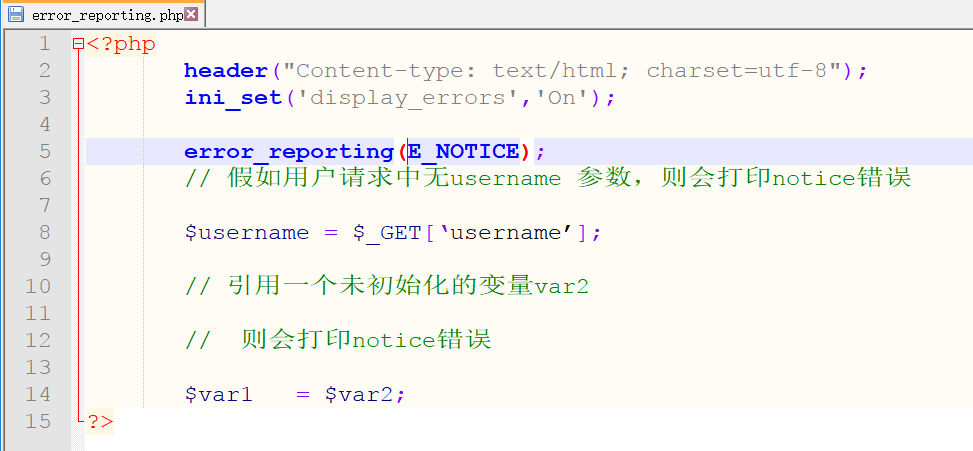 error_reporting.php
1 <?php
2 header("Content-type: text/html; charset=utf-8");
3 ini_set('display_errors','On');
4
5 error_reporting(E_NOTICE);
6 // 假如用户请求中无username 参数，则会打印notice错误
7
8 $username = $_GET[‘username’];
9
10 // 引用一个未初始化的变量var2
11
12 //  则会打印notice错误
13
14 $var1   = $var2;
15 ?>